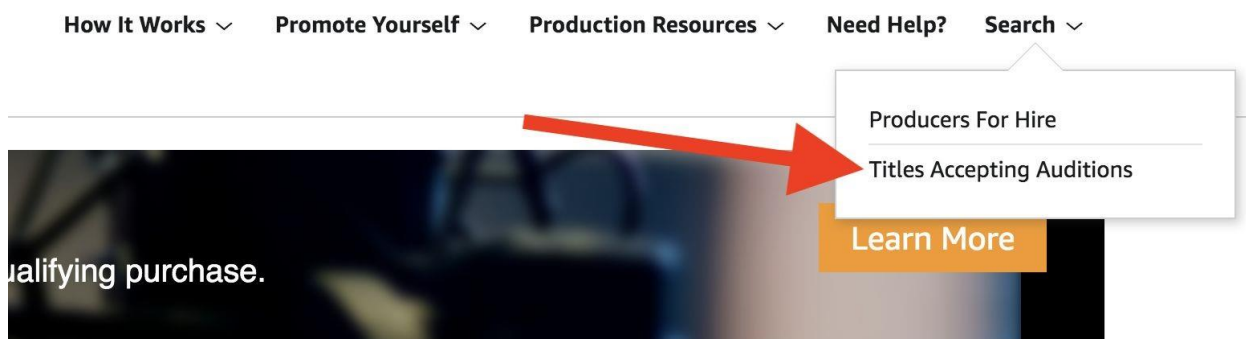 How It Works Promote Yourself Production Resources Need Help? Search
Producers For Hire
Titles Accepting Auditions
Learn More
ualifying purchase.